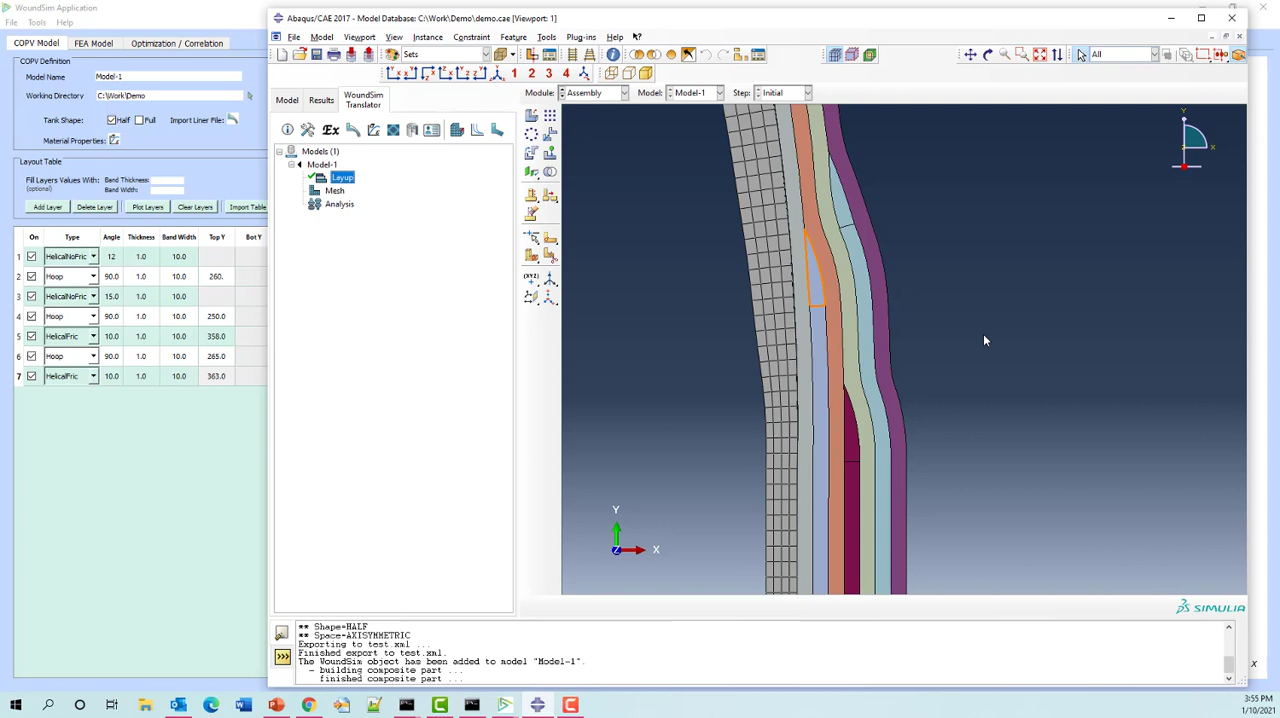 WoundSim Application
File Tools Help
COPV Model FEA Model Optimization / Correlation
COPV Definition
Model Name Model-1
Working Directory C:\Work\Demo
Shape: Half Full Import Liner File:
Material Properties:
Layout Table
Fill Layers Values With: Band Thickness:
(optional) Band Width:
Add Layer Delete Layer Plot Layers Clear Layers Import Table
On Type Angle Thickness Band Width Top Y Bot Y
1 HelicalNoFric 12 1.0 10.0
2 Hoop 90.0 1.0 10.0 260.
3 HelicalNoFric 15.0 1.0 10.0
4 Hoop 90.0 1.0 10.0 250.0
5 HelicalFric 10.0 1.0 10.0 358.0
6 Hoop 90.0 1.0 10.0 265.0
7 HelicalFric 10.0 1.0 10.0 363.0
Abaqus/CAE 2017 - Model Database: C:\Work\Demo\demo.cae [Viewport: 1]
File Model Viewport View Instance Constraint Feature Tools Plug-ins Help
Sets
All
1 2 3 4
Model Results WoundSim Translator
Module: Assembly Model: Model-1 Step: Initial
Ex
Models (1)
Model-1
Layup
Mesh
Analysis
Y
X
Z
Y
X
Z
SIMULIA
** Shape=HALF
** Space=AXISYMMETRIC
Exporting to test.xml ...
Finished export to test.xml.
The WoundSim object has been added to model "Model-1".
- building composite part ...
finished composite part ...
>>>
x
3:55 PM
1/10/2021